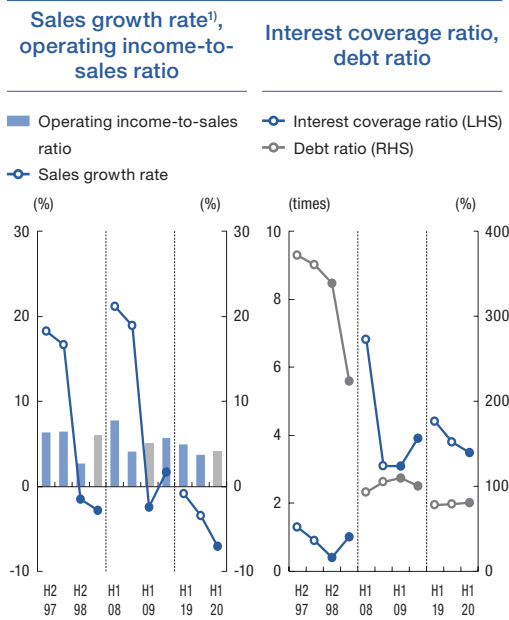 Sales growth rate1),
operating income-to-
sales ratio
Operating income-to-sales
ratio
Sales growth rate
(%) (%)
30 30
20 20
10 10
0 0
-10 -10
H2 H2 H1 H1 H1 H1
97 98 08 09 19 20
Interest coverage ratio,
debt ratio
Interest coverage ratio (LHS)
Debt ratio (RHS)
(times) (%)
10 400
8
300
6
200
4
2 100
0 0
H2 H2 H1 H1 H1 H1
97 98 08 09 19 20